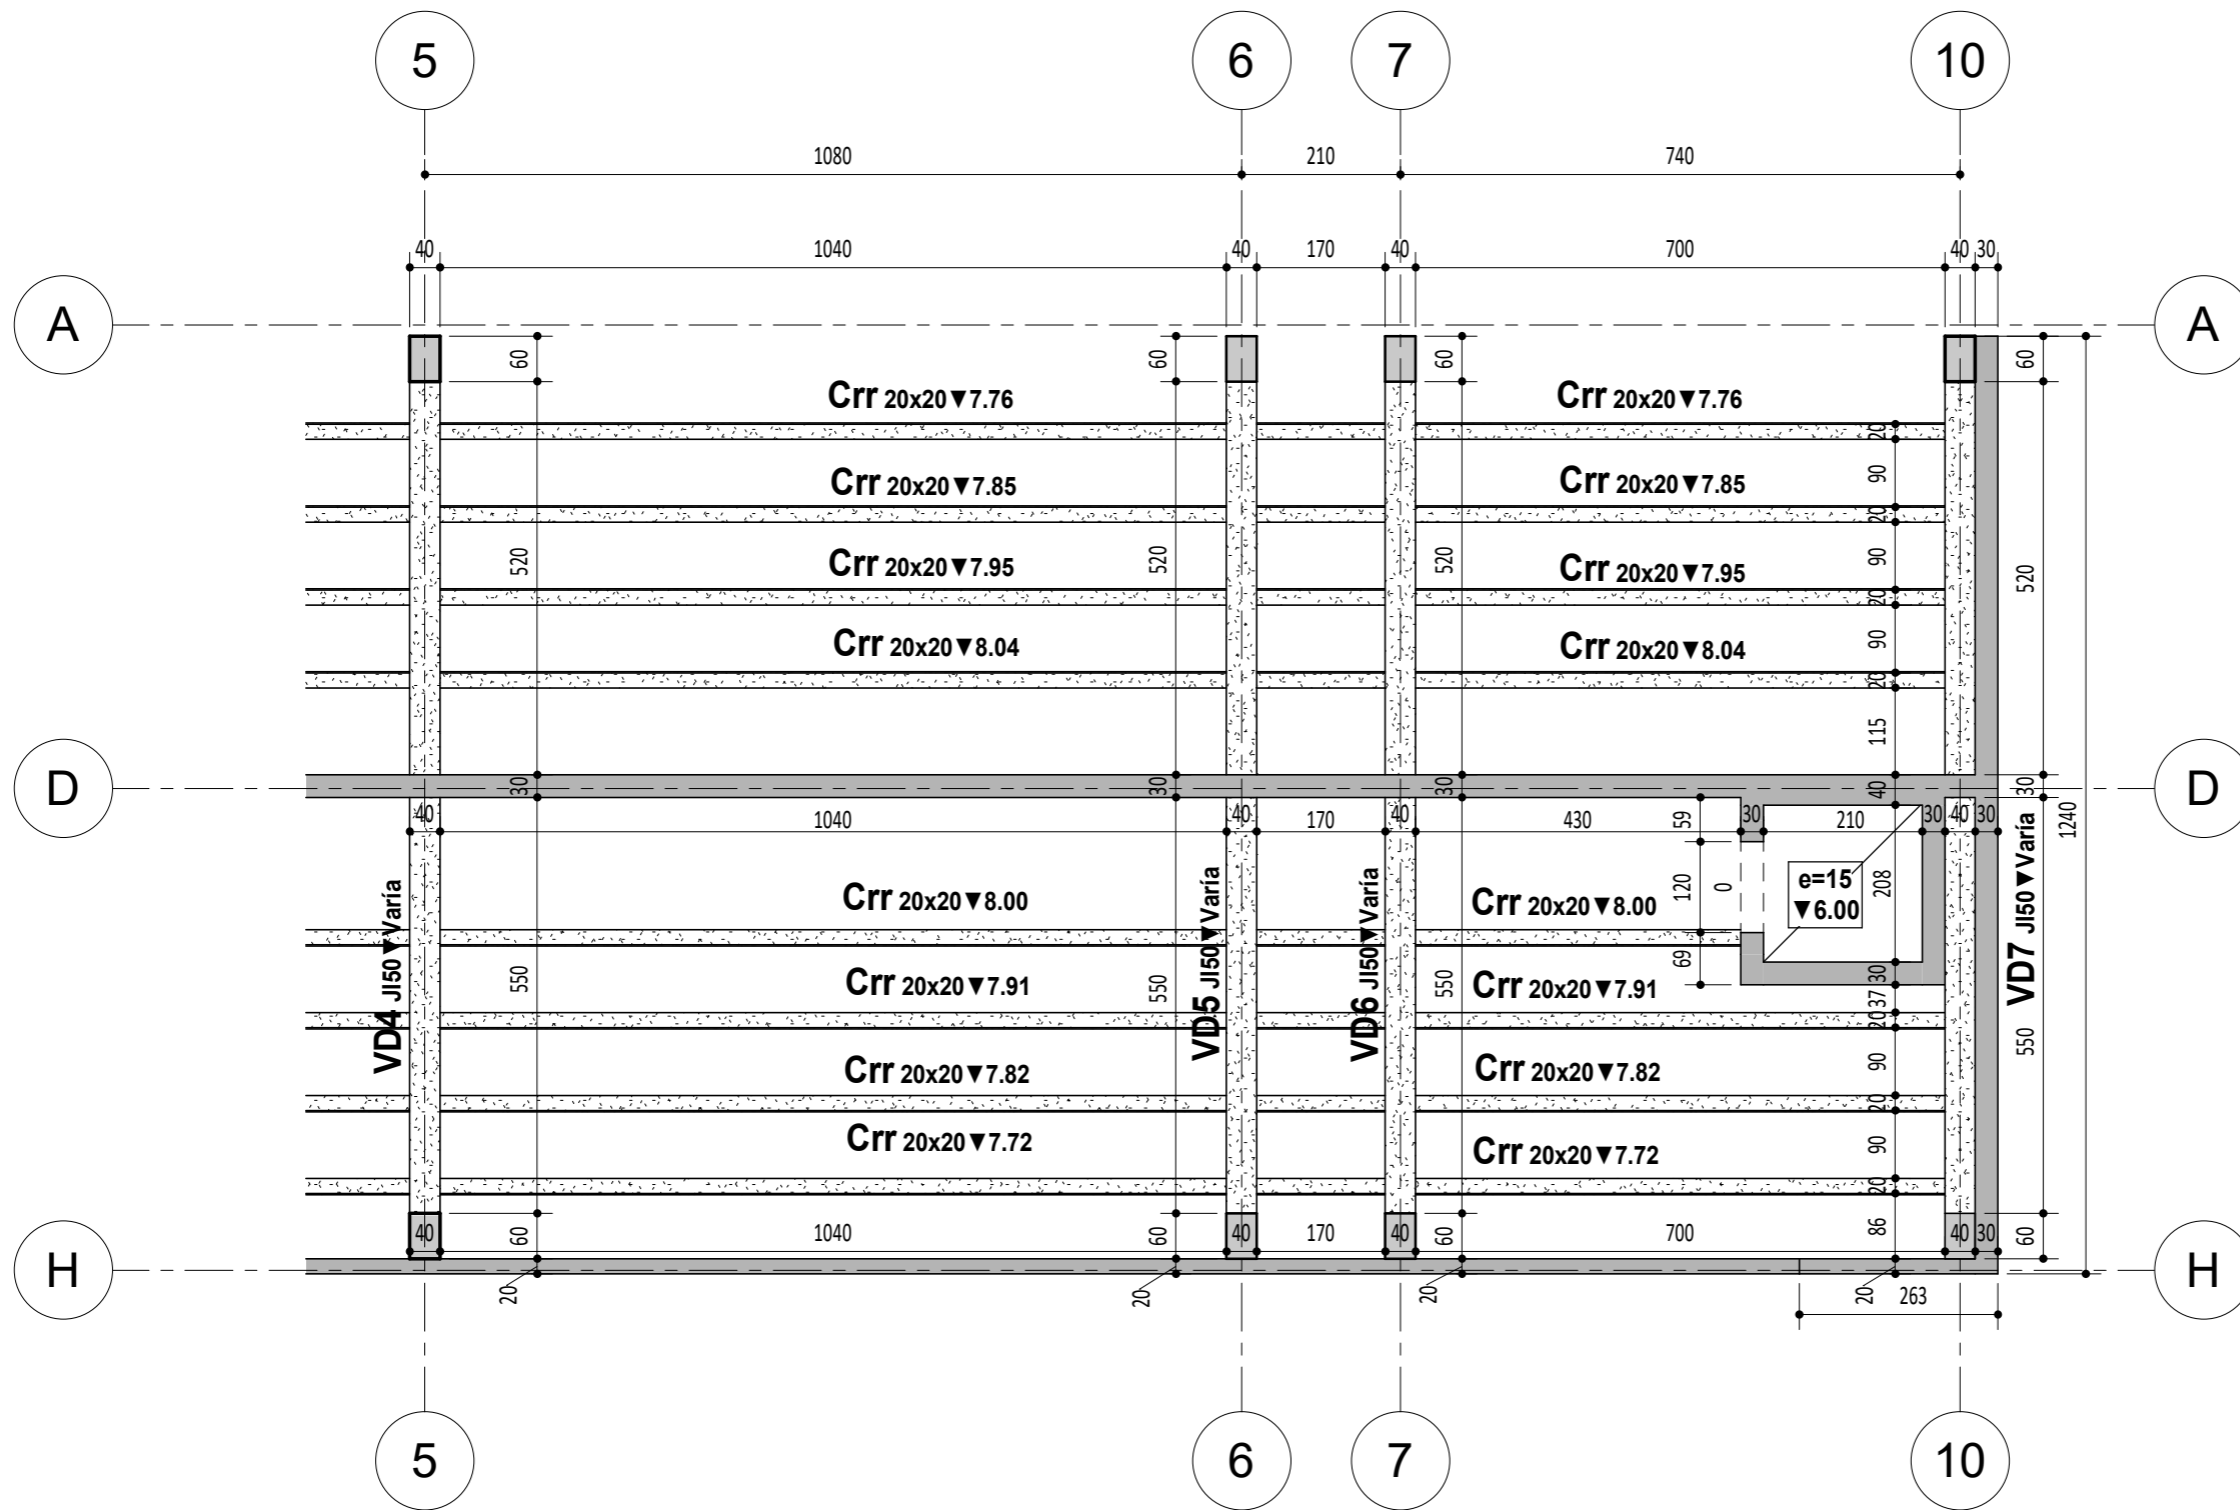 5 6 7 10
1080 210 740
40 1040 40 170 40 700 40 30
A A
60 60 60 60
Crr 20x20▼7.76 Crr 20x20▼7.76
20
90
Crr 20x20▼7.85 Crr 20x20▼7.85
20
520 520 520 90 520
Crr 20x20▼7.95 Crr 20x20▼7.95
20
90
Crr 20x20▼8.04 Crr 20x20▼8.04
20
115
D D
30 30 30 40 30
40 1040 40 170 40 430 30 210 30 40 30
59
1240
120 0
e=15
▼6.00
208
Crr 20x20▼8.00 Crr 20x20▼8.00
69
VD4 JI50▼Varía
VD5 JI50▼Varía
VD6 JI50▼Varía
VD7 JI50▼Varía
550 550 550 30 550
Crr 20x20▼7.91 Crr 20x20▼7.91
37
20
90
Crr 20x20▼7.82 Crr 20x20▼7.82
20
90
Crr 20x20▼7.72 Crr 20x20▼7.72
20
86
40 1040 40 170 40 700 40 30
60 60 60 60
H H
20 20 20 20 263
5 6 7 10